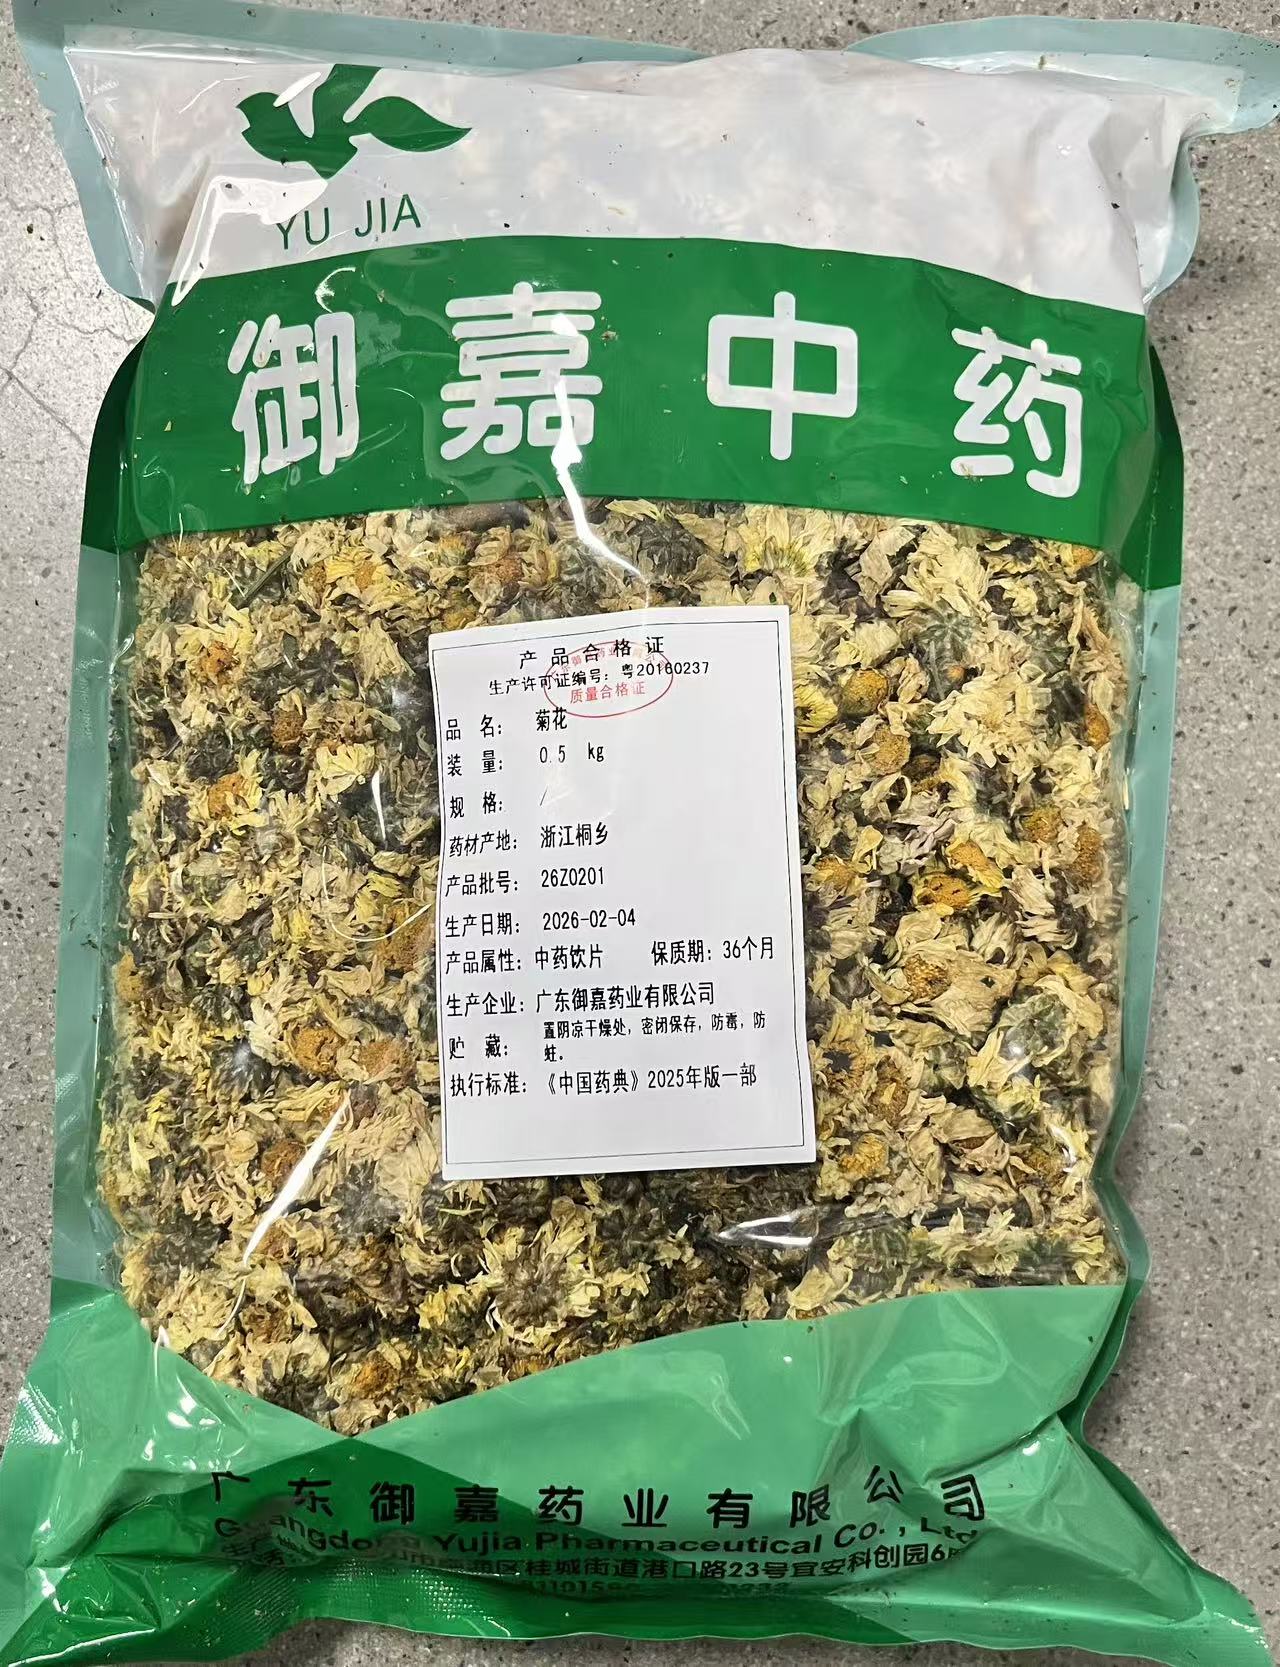 YU JIA
御嘉中药
产品合格证
生产许可证编号：粤20160237
质量合格证
品 名： 菊花
装 量： 0.5 kg
规 格： /
药材产地： 浙江桐乡
产品批号： 26Z0201
生产日期： 2026-02-04
产品属性：中药饮片 保质期：36个月
生产企业：广东御嘉药业有限公司
贮 藏： 置阴凉干燥处，密闭保存，防霉，防
蛀。
执行标准：《中国药典》2025年版一部
广东御嘉药业有限公司
Guangdong Yujia Pharmaceutical Co., Ltd
区桂城街道港口路23号宜安科创园6